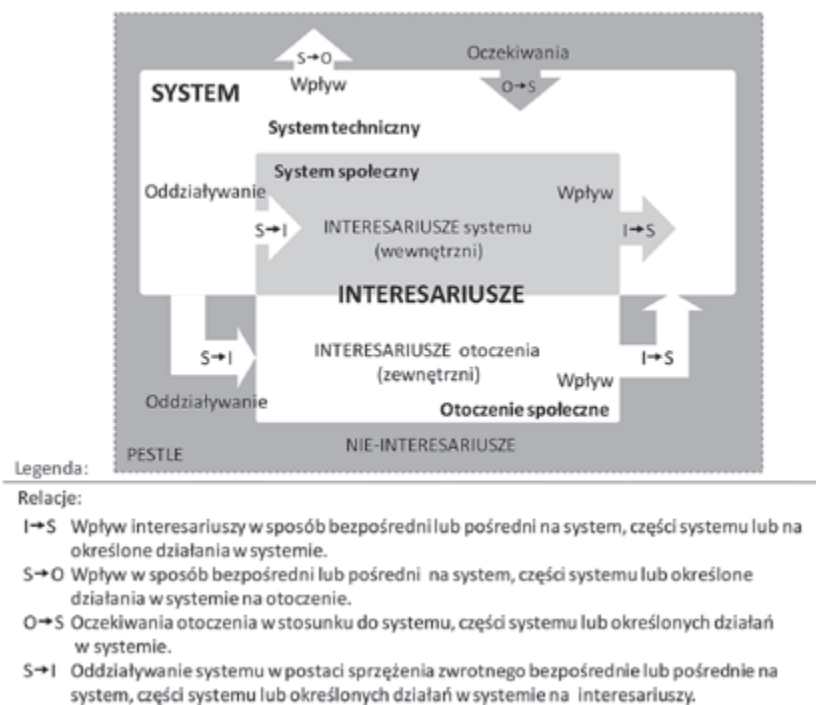 S→O
Wpływ
Oczekiwania
O→S
SYSTEM
System techniczny
System społeczny
Oddziaływanie
Wpływ
S→I
INTERESARIUSZE systemu
(wewnętrzni)
I→S
INTERESARIUSZE
S→I
INTERESARIUSZE otoczenia
(zewnętrzni)
I→S
Wpływ
Oddziaływanie
Otoczenie społeczne
NIE-INTERESARIUSZE
PESTLE
Legenda:
Relacje:
I→S Wpływ interesariuszy w sposób bezpośredni lub pośredni na system, części systemu lub na
określone działania w systemie.
S→O Wpływ w sposób bezpośredni lub pośredni na system, części systemu lub określone
działania w systemie na otoczenie.
O→S Oczekiwania otoczenia w stosunku do systemu, części systemu lub określonych działań
w systemie.
S→I Oddziaływanie systemu w postaci sprzężenia zwrotnego bezpośrednie lub pośrednie na
system, części systemu lub określonych działań w systemie na interesariuszy.